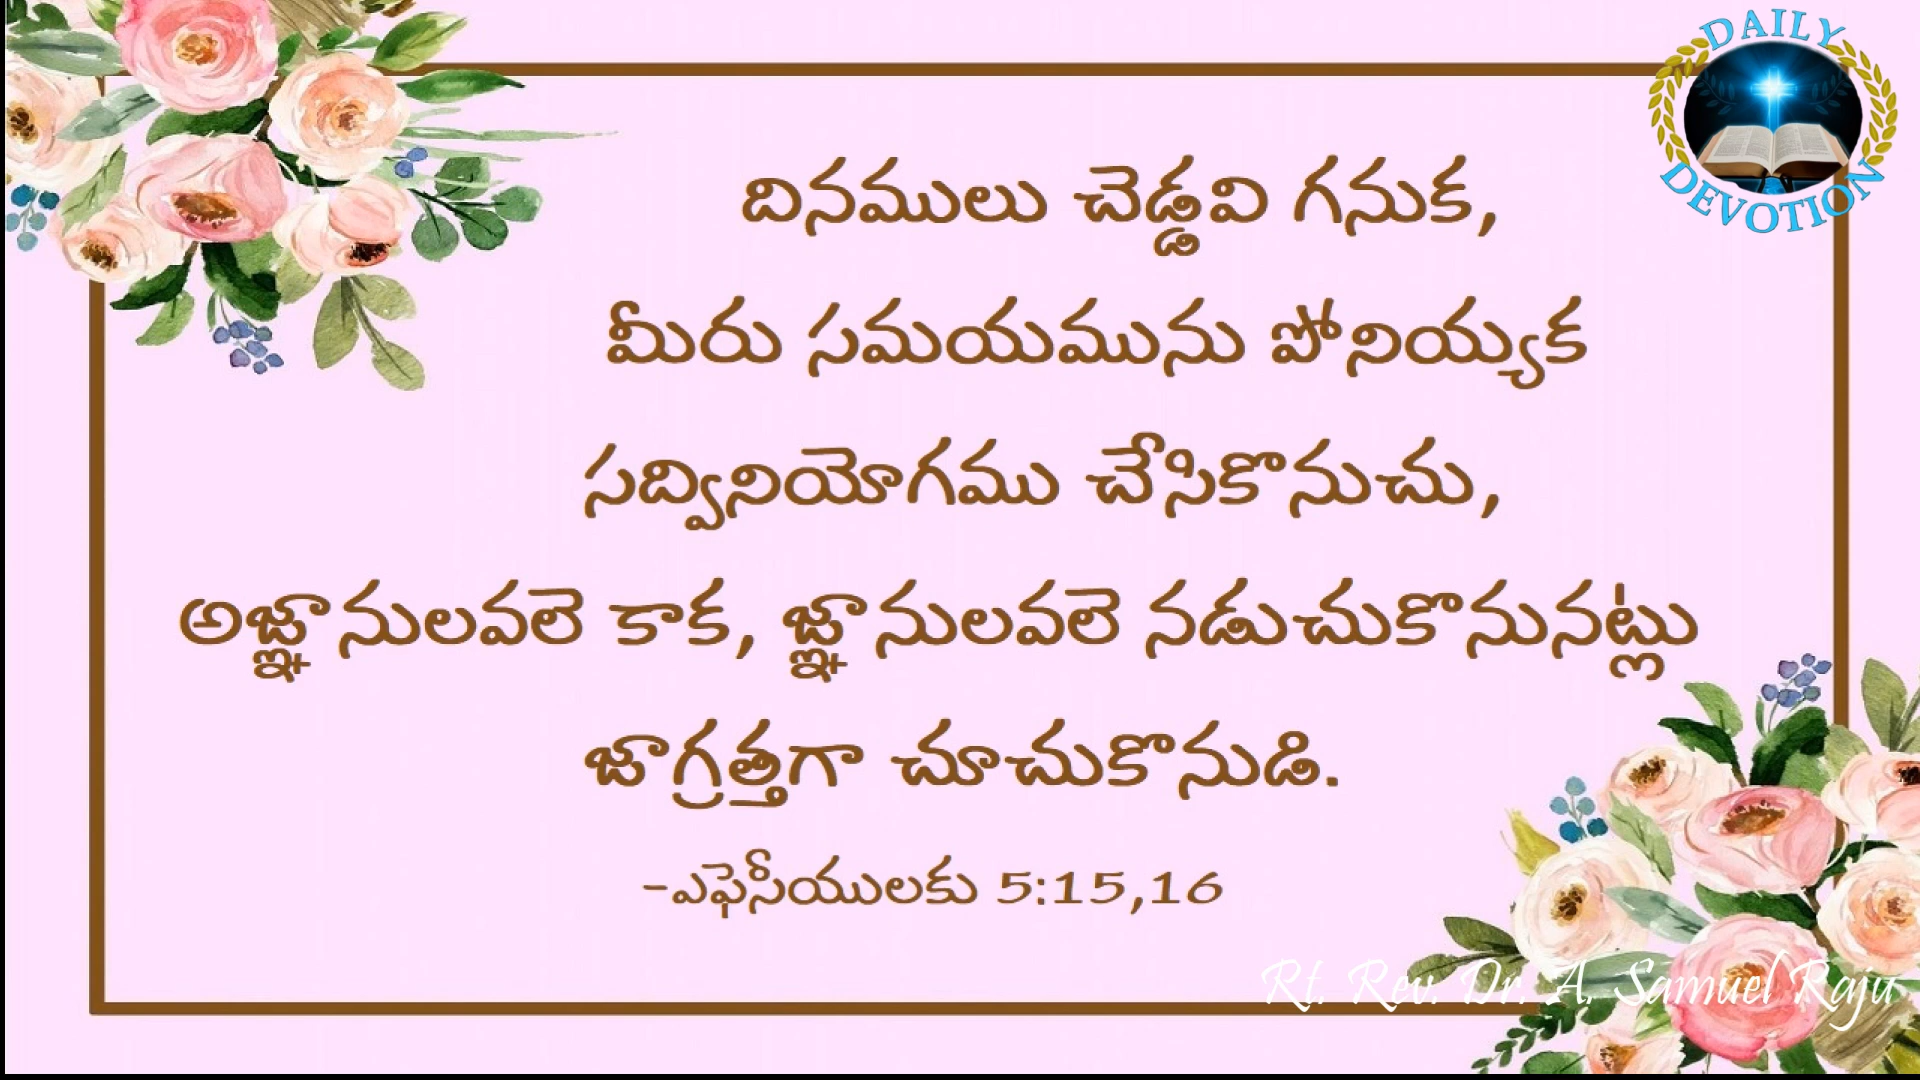 DAILY
DEVOTION
దినములు చెడ్డవి గనుక,
మీరు సమయమును పోనియ్యక
సద్వినియోగము చేసికొనుచు,
అజ్ఞానులవలె కాక, జ్ఞానులవలె నడుచుకొనునట్లు
జాగ్రత్తగా చూచుకొనుడి.
-ఎఫెసీయులకు 5:15,16
Rt. Rev. Dr. A. Samuel Raju